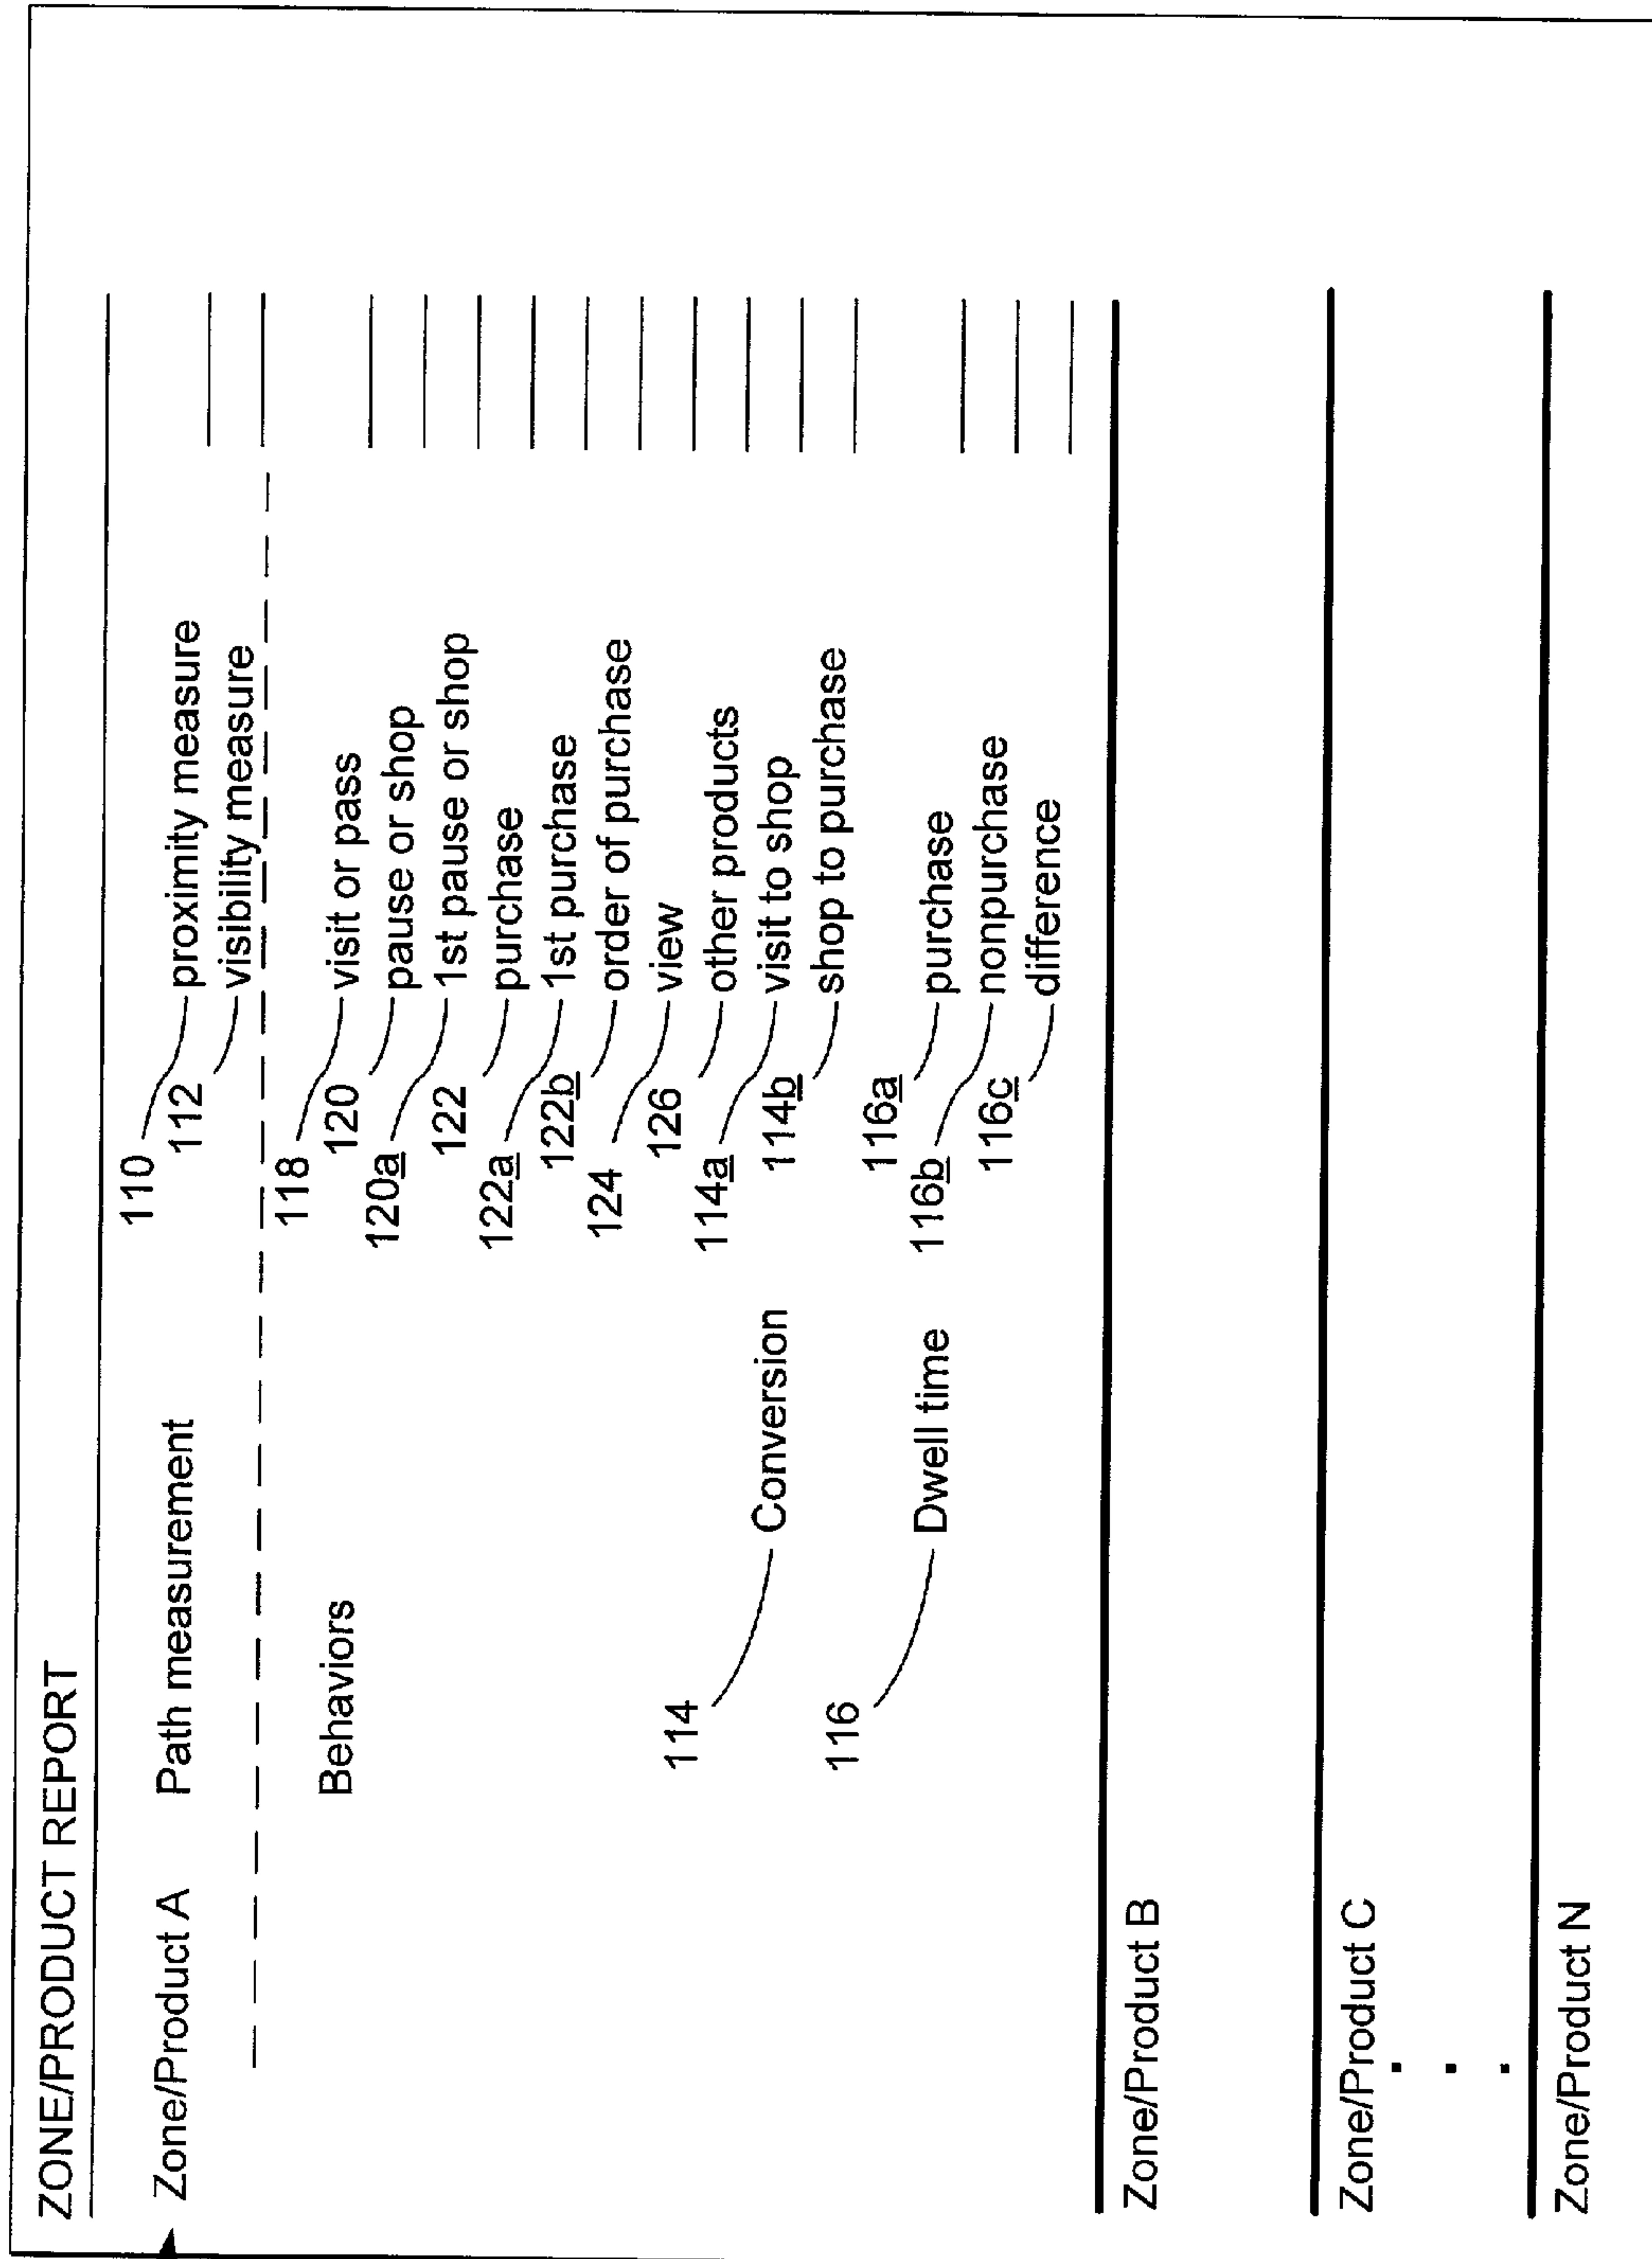 ZONE/PRODUCT REPORT
Zone/Product A Path measurement 110 proximity measure
112 visibility measure
Behaviors 118 visit or pass
120 pause or shop
120a 1st pause or shop
122 purchase
122a 1st purchase
122b order of purchase
124 view
126 other products
114 Conversion 114a visit to shop
114b shop to purchase
116 Dwell time 116a purchase
116b nonpurchase
116c difference
Zone/Product B
Zone/Product C
.
.
.
Zone/Product N